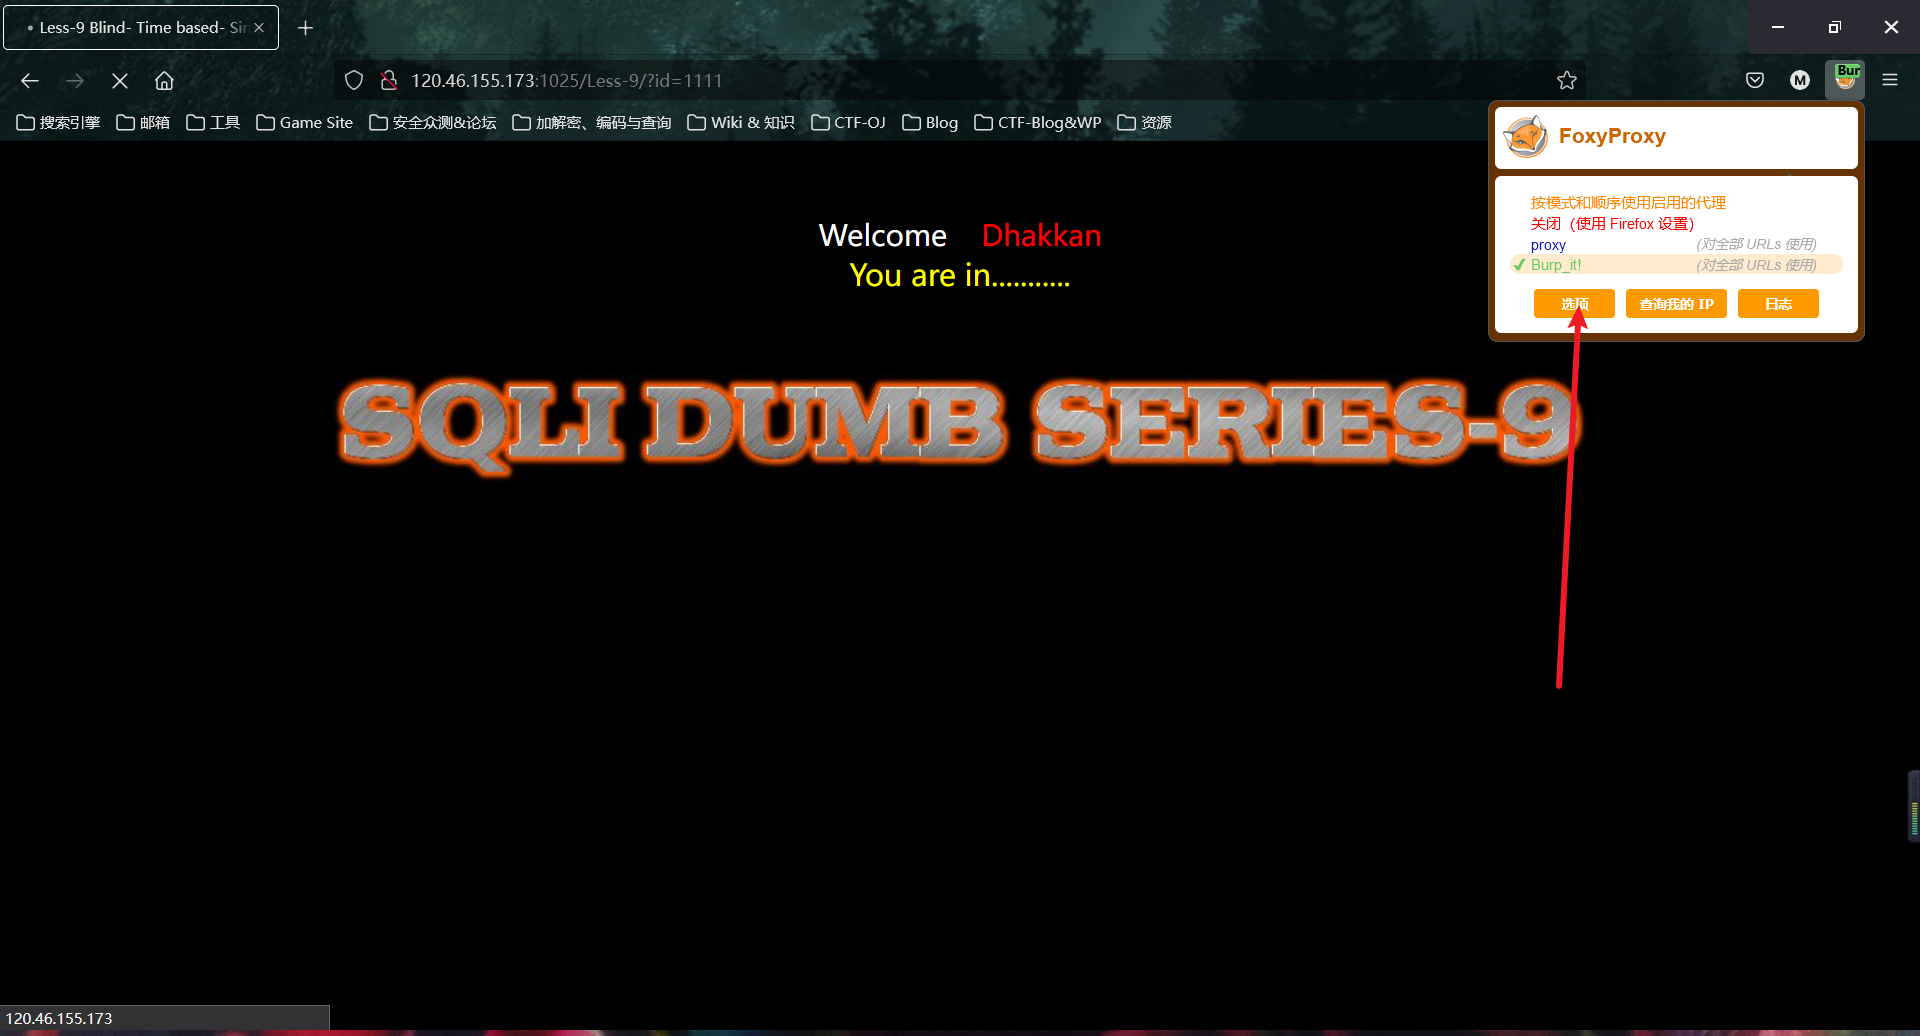 Less-9 Blind- Time based- Sin
120.46.155.173:1025/Less-9/?id=1111
M
Bur
搜索引擎
邮箱
工具
Game Site
安全众测&论坛
加解密、编码与查询
Wiki & 知识
CTF-OJ
Blog
CTF-Blog&WP
资源
FoxyProxy
按模式和顺序使用启用的代理
关闭（使用 Firefox 设置）
proxy (对全部 URLs 使用)
Burp_it! (对全部 URLs 使用)
选项 查询我的 IP 日志
Welcome Dhakkan
You are in...........
SQLI DUMB SERIES-9
120.46.155.173